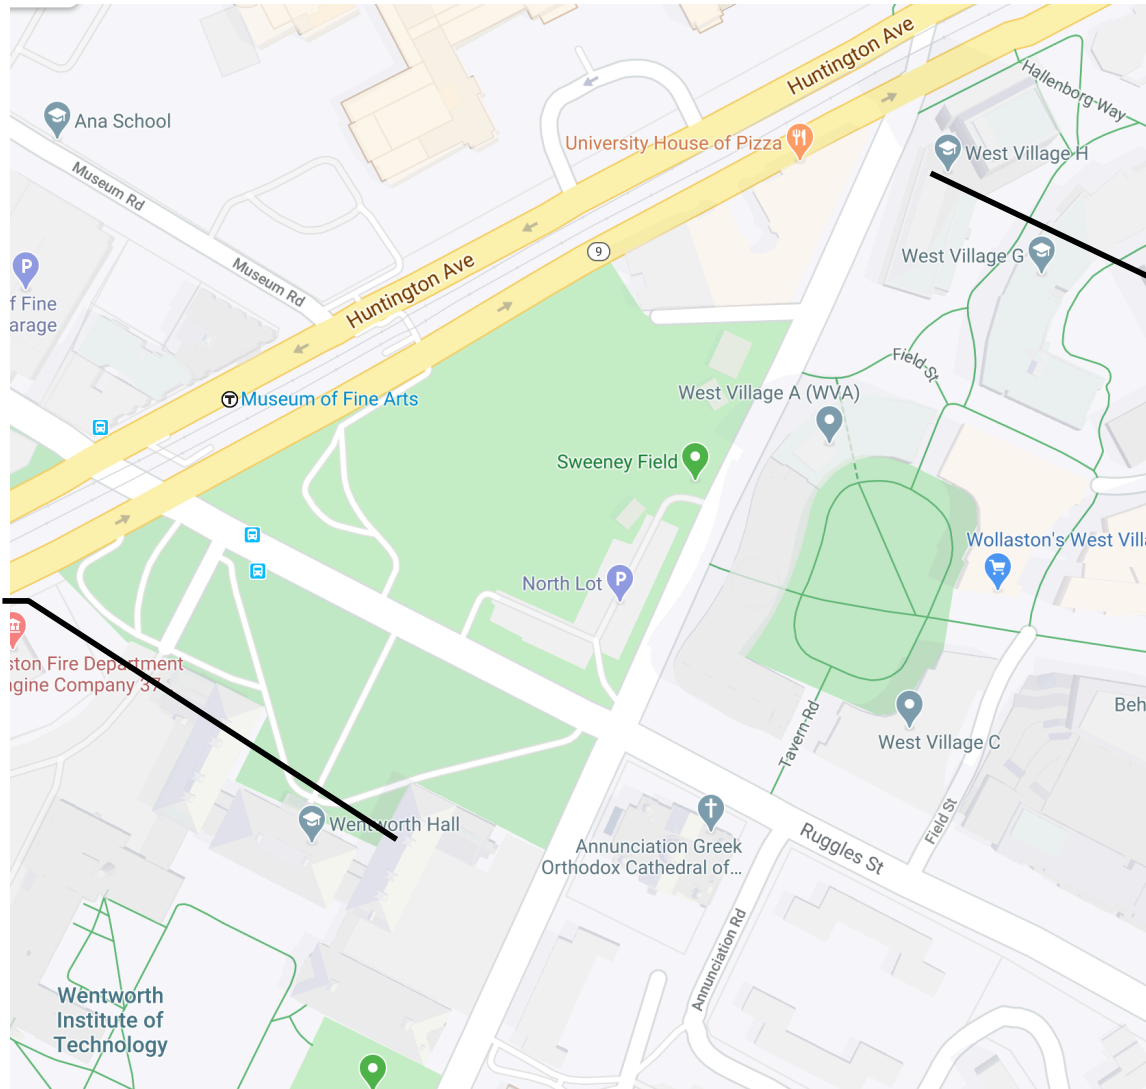 Huntington Ave
Hallenborg-Way
Ana School
University House of Pizza
West Village H
Museum Rd
West Village G
9
P
f Fine
arage
Museum Rd
Huntington Ave
Field-St
T
Museum of Fine Arts
West Village A (WVA)
Sweeney Field
Wollaston's West Villa
North Lot
P
ston Fire Department
ngine Company 37
Beh
Tavern-Rd
West Village C
Wentworth Hall
Field St
Ruggles St
Annunciation Greek
Orthodox Cathedral of...
Annunciation Rd
Wentworth
Institute of
Technology